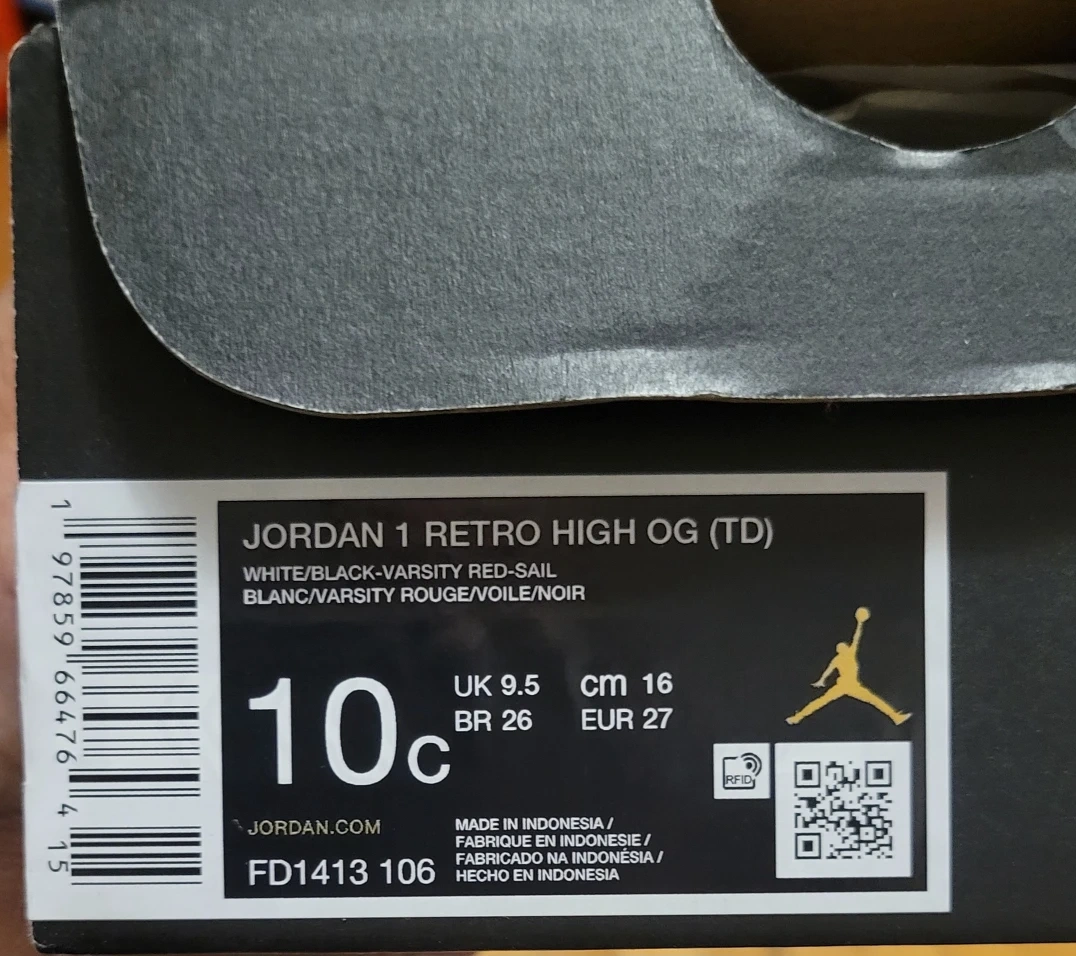 1 97859 66476 4 15
JORDAN 1 RETRO HIGH OG (TD)
WHITE/BLACK-VARSITY RED-SAIL
BLANC/VARSITY ROUGE/VOILE/NOIR
10c
UK 9.5 cm 16
BR 26 EUR 27
RFID
JORDAN.COM
FD1413 106
MADE IN INDONESIA /
FABRIQUE EN INDONESIE /
FABRICADO NA INDONÉSIA /
HECHO EN INDONESIA